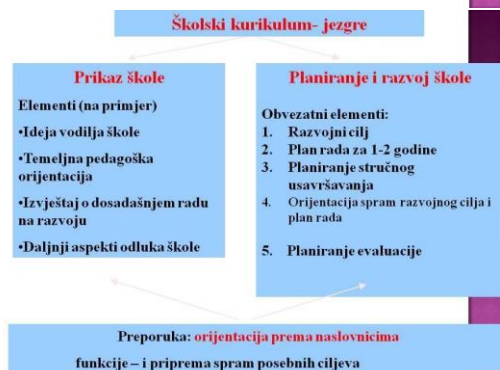 Školski kurikulum- jezgre
Prikaz škole
Elementi (na primjer)
•Ideja vodilja škole
•Temeljna pedagoška
orijentacija
•Izvještaj o dosadašnjem radu
na razvoju
•Daljnji aspekti odluka škole
Planiranje i razvoj škole
Obvezatni elementi:
1. Razvojni cilj
2. Plan rada za 1-2 godine
3. Planiranje stručnog
usavršavanja
4. Orijentacija spram razvojnog cilja i
plan rada
5. Planiranje evaluacije
Preporuka: orijentacija prema naslovnicima
funkcije – i priprema spram posebnih ciljeva